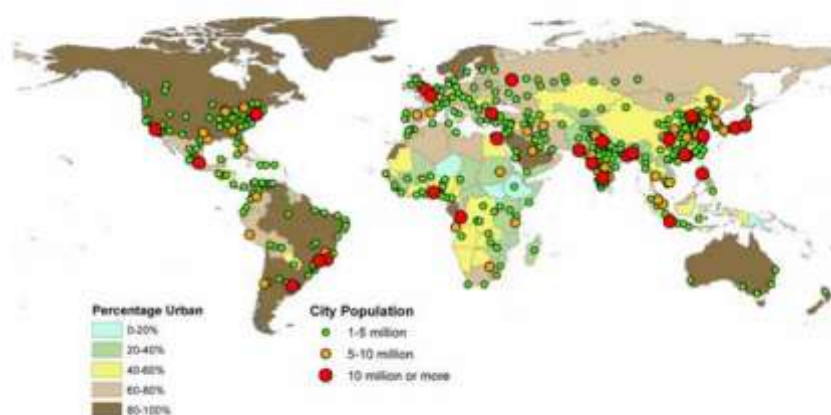 Percentage Urban
0-20%
20-40%
40-60%
60-80%
80-100%
City Population
1-5 million
5-10 million
10 million or more